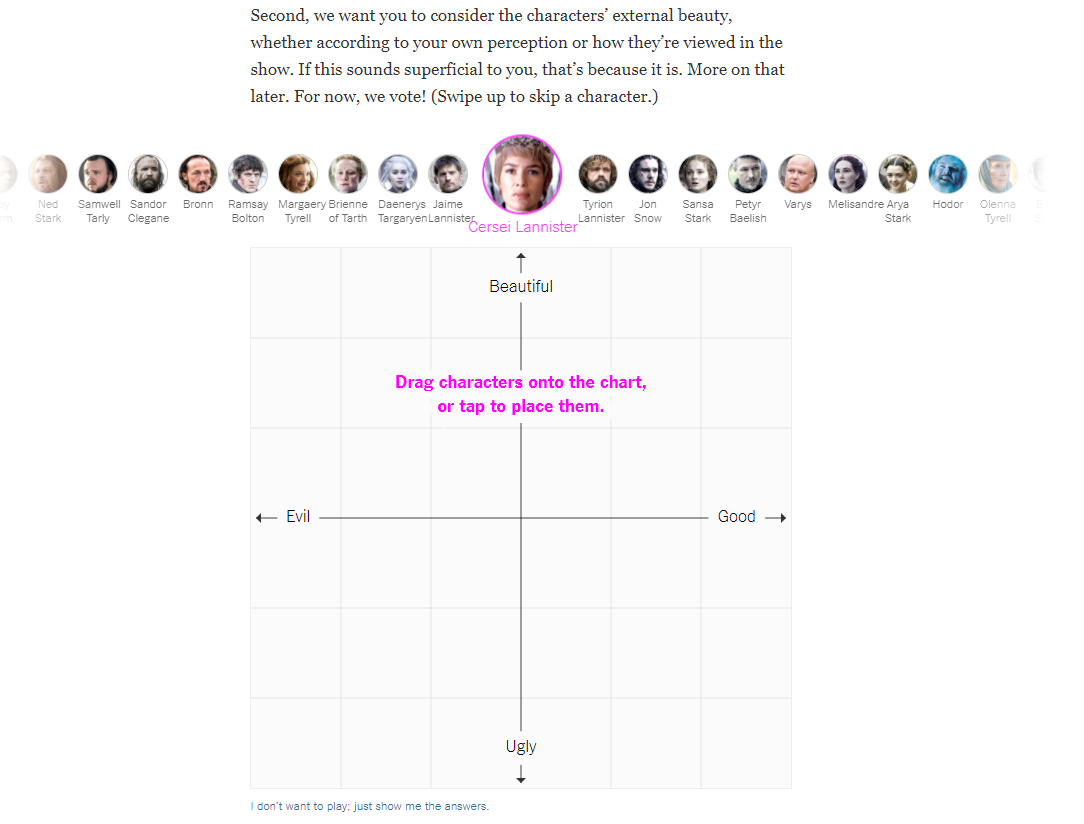 Second, we want you to consider the characters’ external beauty,
whether according to your own perception or how they’re viewed in the
show. If this sounds superficial to you, that’s because it is. More on that
later. For now, we vote! (Swipe up to skip a character.)
Ned Stark
Samwell Tarly
Sandor Clegane
Bronn
Ramsay Bolton
Margaery Tyrell
Brienne of Tarth
Daenerys Targaryen
Jaime Lannister
Cersei Lannister
Tyrion Lannister
Jon Snow
Sansa Stark
Petyr Baelish
Varys
Melisandre
Arya Stark
Hodor
Olenna Tyrell
Beautiful
Drag characters onto the chart,
or tap to place them.
Evil
Good
Ugly
I don’t want to play; just show me the answers.